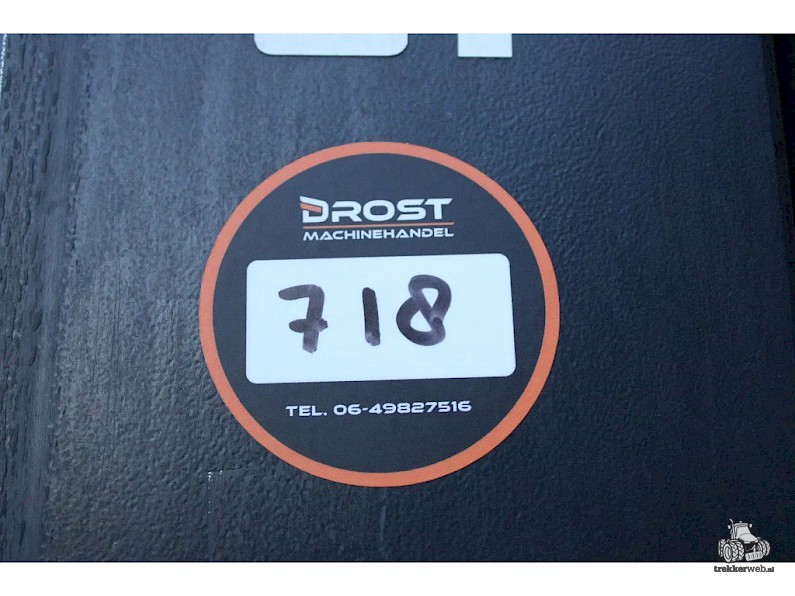 DROST
MACHINEHANDEL
718
TEL. 06-49827516
trekkerweb.nl